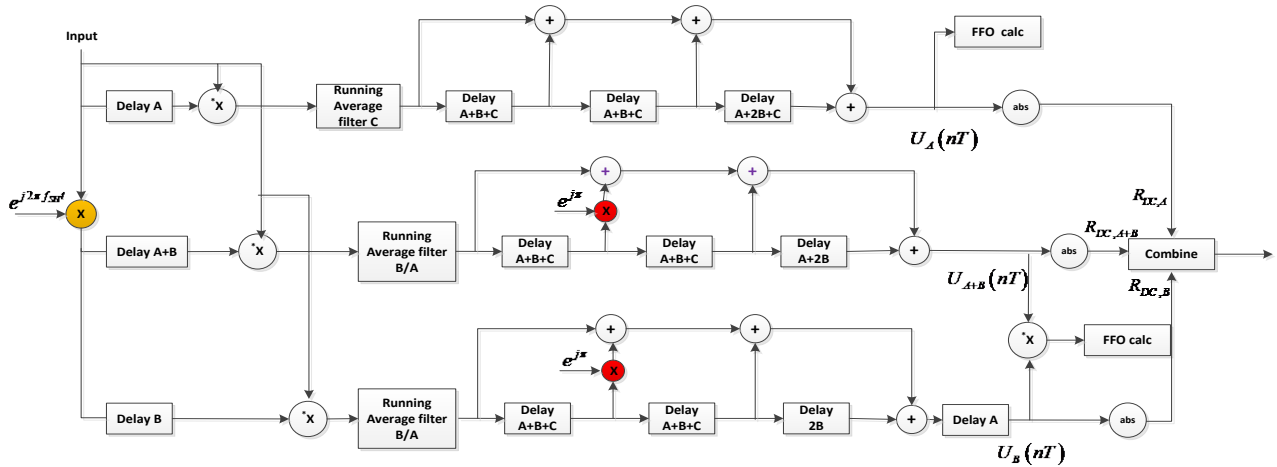 Input
Delay A
*X
Running
Average
filter C
+
+
Delay
A+B+C
Delay
A+B+C
Delay
A+2B+C
+
FFO calc
abs
U_A(nT)
R_{DC,A}
e^{j2π f_{SH} t}
X
Delay A+B
*X
Running
Average filter
B/A
+
+
e^{jπ}
X
Delay
A+B+C
Delay
A+B+C
Delay
A+2B
+
abs
R_{DC,A+B}
Combine
U_{A+B}(nT)
R_{DC,B}
*X
FFO calc
Delay B
*X
Running
Average filter
B/A
+
+
e^{jπ}
X
Delay
A+B+C
Delay
A+B+C
Delay
2B
+
Delay A
abs
U_B(nT)